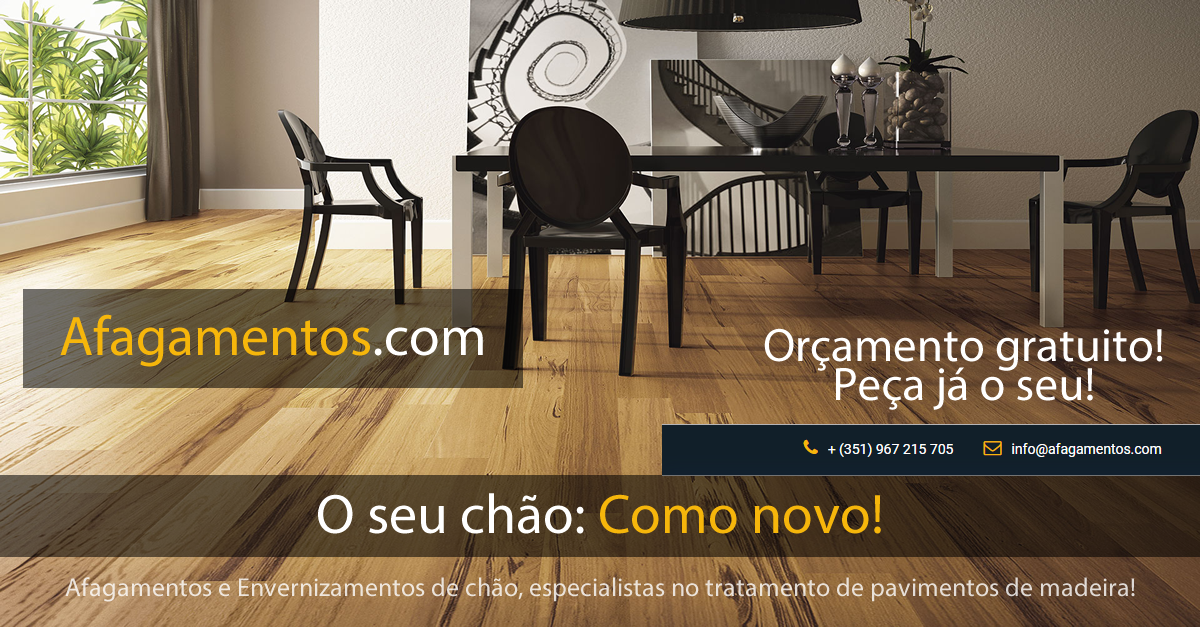 Afagamentos.com
Orçamento gratuito!
Peça já o seu!
+ (351) 967 215 705 info@afagamentos.com
O seu chão: Como novo!
Afagamentos e Envernizamentos de chão, especialistas no tratamento de pavimentos de madeira!